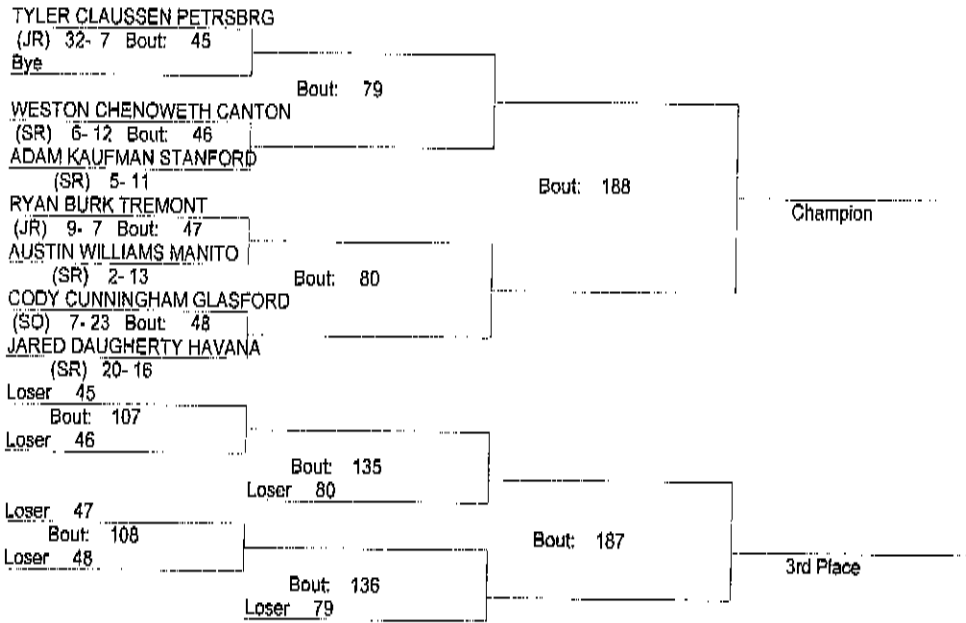 TYLER CLAUSSEN PETRSBRG
(JR) 32- 7 Bout: 45
Bye
Bout: 79
WESTON CHENOWETH CANTON
(SR) 6- 12 Bout: 46
ADAM KAUFMAN STANFORD
(SR) 5- 11
Bout: 188
RYAN BURK TREMONT
(JR) 9- 7 Bout: 47
Champion
AUSTIN WILLIAMS MANITO
(SR) 2- 13
Bout: 80
CODY CUNNINGHAM GLASFORD
(SO) 7- 23 Bout: 48
JARED DAUGHERTY HAVANA
(SR) 20- 16
Loser 45
Bout: 107
Loser 46
Bout: 135
Loser 80
Loser 47
Bout: 108
Bout: 187
Loser 48
3rd Place
Bout: 136
Loser 79